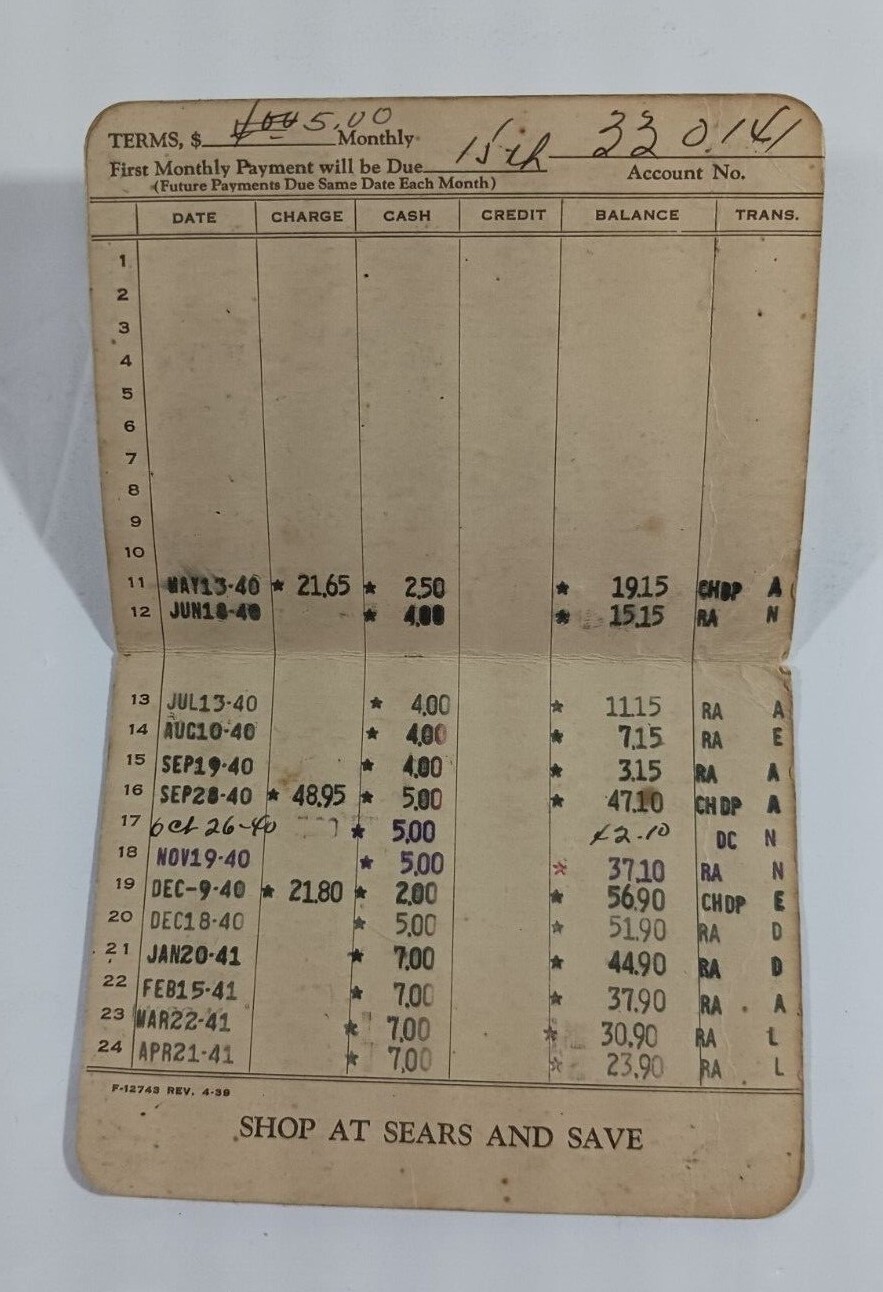 TERMS, $ 5.00 Monthly
First Monthly Payment will be Due 15th 330,141
(Future Payments Due Same Date Each Month) Account No.
DATE CHARGE CASH CREDIT BALANCE TRANS.
1
2
3
4
5
6
7
8
9
10
11 MAY13-40 * 21.65 * 2.50 * 19.15 CHDP A
12 JUN18-40 * 4.00 * 15.15 RA N
13 JUL13-40 * 4.00 * 11.15 RA A
14 AUG10-40 * 4.00 * 7.15 RA E
15 SEP19-40 * 4.00 * 3.15 RA A
16 SEP28-40 * 48.95 * 5.00 * 47.10 CHDP A
17 Oct 26-40 * 5.00 42.10 DC N
18 NOV19-40 * 5.00 * 37.10 RA N
19 DEC-9-40 * 21.80 * 2.00 * 56.90 CHDP E
20 DEC18-40 * 5.00 * 51.90 RA D
21 JAN20-41 * 7.00 * 44.90 RA D
22 FEB15-41 * 7.00 * 37.90 RA A
23 MAR22-41 * 7.00 * 30.90 RA L
24 APR21-41 * 7.00 * 23.90 RA L
F-12743 REV. 4-39
SHOP AT SEARS AND SAVE